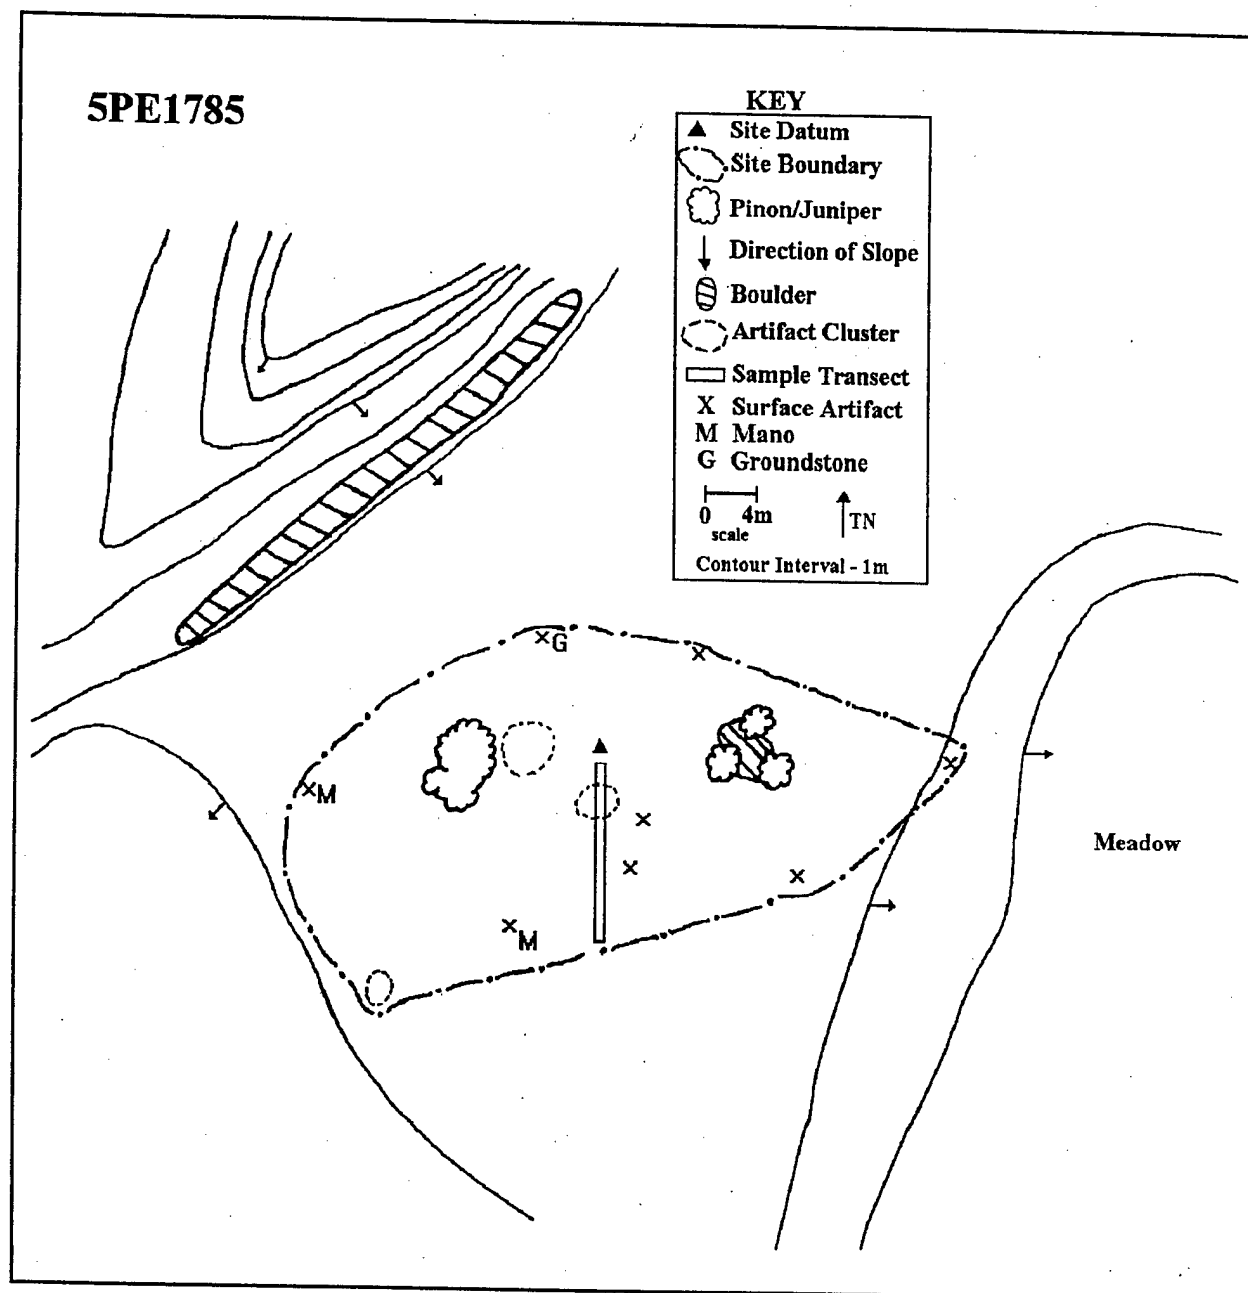 5PE1785
KEY
Site Datum
Site Boundary
Pinon/Juniper
Direction of Slope
Boulder
Artifact Cluster
Sample Transect
X Surface Artifact
M Mano
G Groundstone
0 4m
scale
TN
Contour Interval - 1m
X G
X
X M
X
X
X
X
X M
Meadow